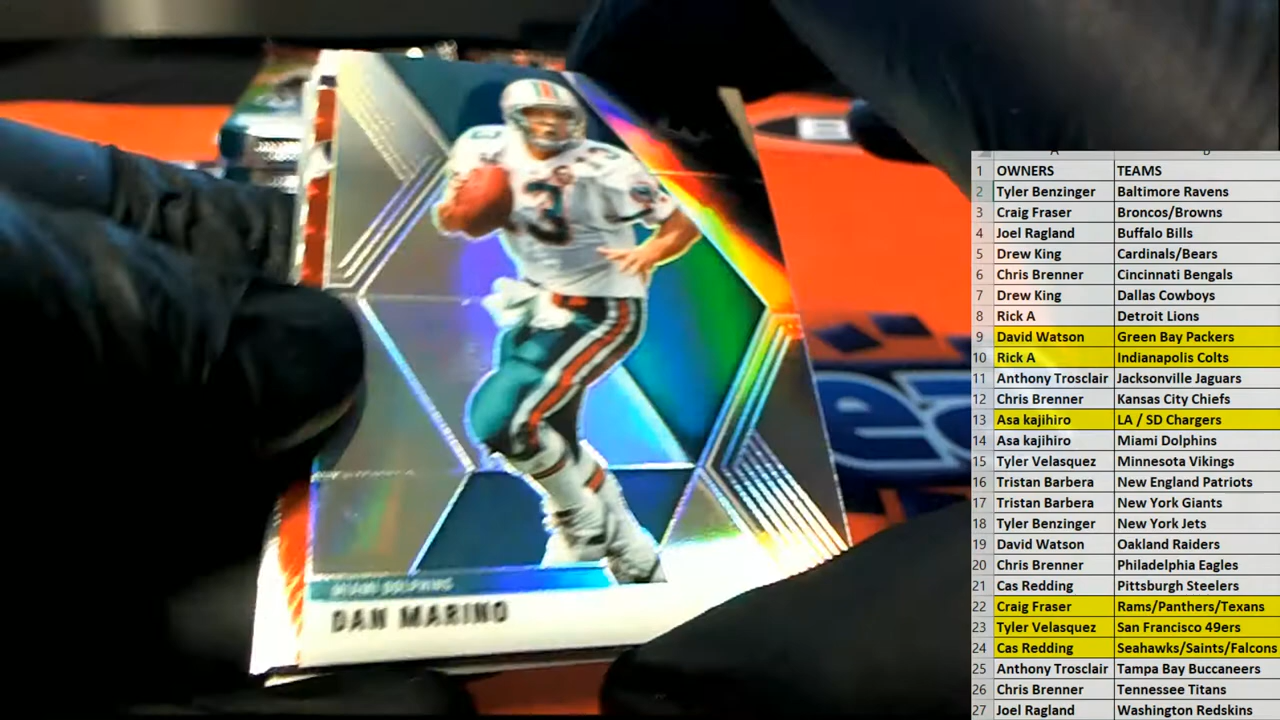 MIAMI DOLPHINS
DAN MARINO
3
1 OWNERS TEAMS
2 Tyler Benzinger Baltimore Ravens
3 Craig Fraser Broncos/Browns
4 Joel Ragland Buffalo Bills
5 Drew King Cardinals/Bears
6 Chris Brenner Cincinnati Bengals
7 Drew King Dallas Cowboys
8 Rick A Detroit Lions
9 David Watson Green Bay Packers
10 Rick A Indianapolis Colts
11 Anthony Trosclair Jacksonville Jaguars
12 Chris Brenner Kansas City Chiefs
13 Asa kajihiro LA / SD Chargers
14 Asa kajihiro Miami Dolphins
15 Tyler Velasquez Minnesota Vikings
16 Tristan Barbera New England Patriots
17 Tristan Barbera New York Giants
18 Tyler Benzinger New York Jets
19 David Watson Oakland Raiders
20 Chris Brenner Philadelphia Eagles
21 Cas Redding Pittsburgh Steelers
22 Craig Fraser Rams/Panthers/Texans
23 Tyler Velasquez San Francisco 49ers
24 Cas Redding Seahawks/Saints/Falcons
25 Anthony Trosclair Tampa Bay Buccaneers
26 Chris Brenner Tennessee Titans
27 Joel Ragland Washington Redskins